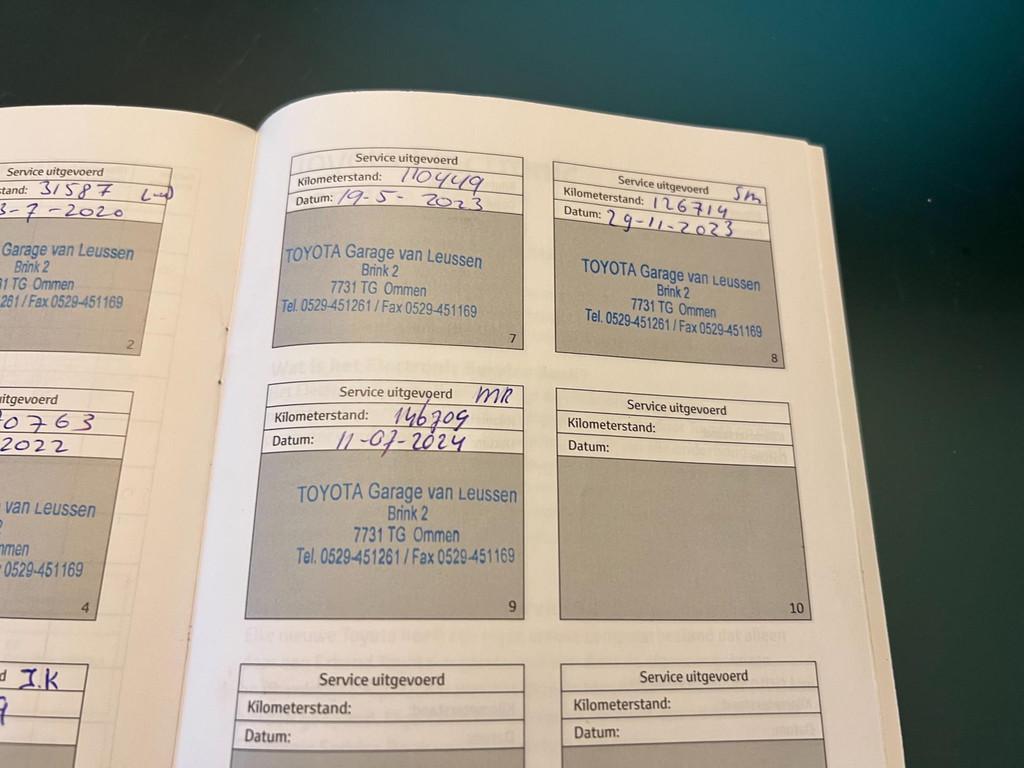 Service uitgevoerd
stand: 31587
3-7-2020
Garage van Leussen
Brink 2
31 TG Ommen
261 / Fax 0529-451169
2
itgevoerd
0763
2022
van Leussen
mmen
0529-451169
4
d I.K
9
Service uitgevoerd
Kilometerstand: 110449
Datum: 19-5-2023
TOYOTA Garage van Leussen
Brink 2
7731 TG Ommen
Tel. 0529-451261 / Fax 0529-451169
7
Service uitgevoerd Sm
Kilometerstand: 126714
Datum: 29-11-2023
TOYOTA Garage van Leussen
Brink 2
7731 TG Ommen
Tel. 0529-451261 / Fax 0529-451169
8
Service uitgevoerd MR
Kilometerstand: 146709
Datum: 11-07-2024
TOYOTA Garage van Leussen
Brink 2
7731 TG Ommen
Tel. 0529-451261 / Fax 0529-451169
9
Service uitgevoerd
Kilometerstand:
Datum:
10
Service uitgevoerd
Kilometerstand:
Datum:
Service uitgevoerd
Kilometerstand:
Datum: